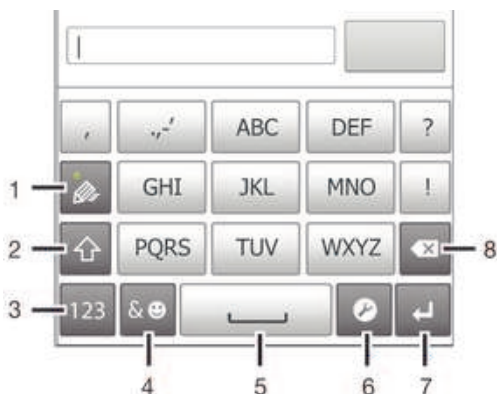 , .,-' ABC DEF ?
1 GHI JKL MNO !
2 PQRS TUV WXYZ 8
3 123 &
4 5 6 7